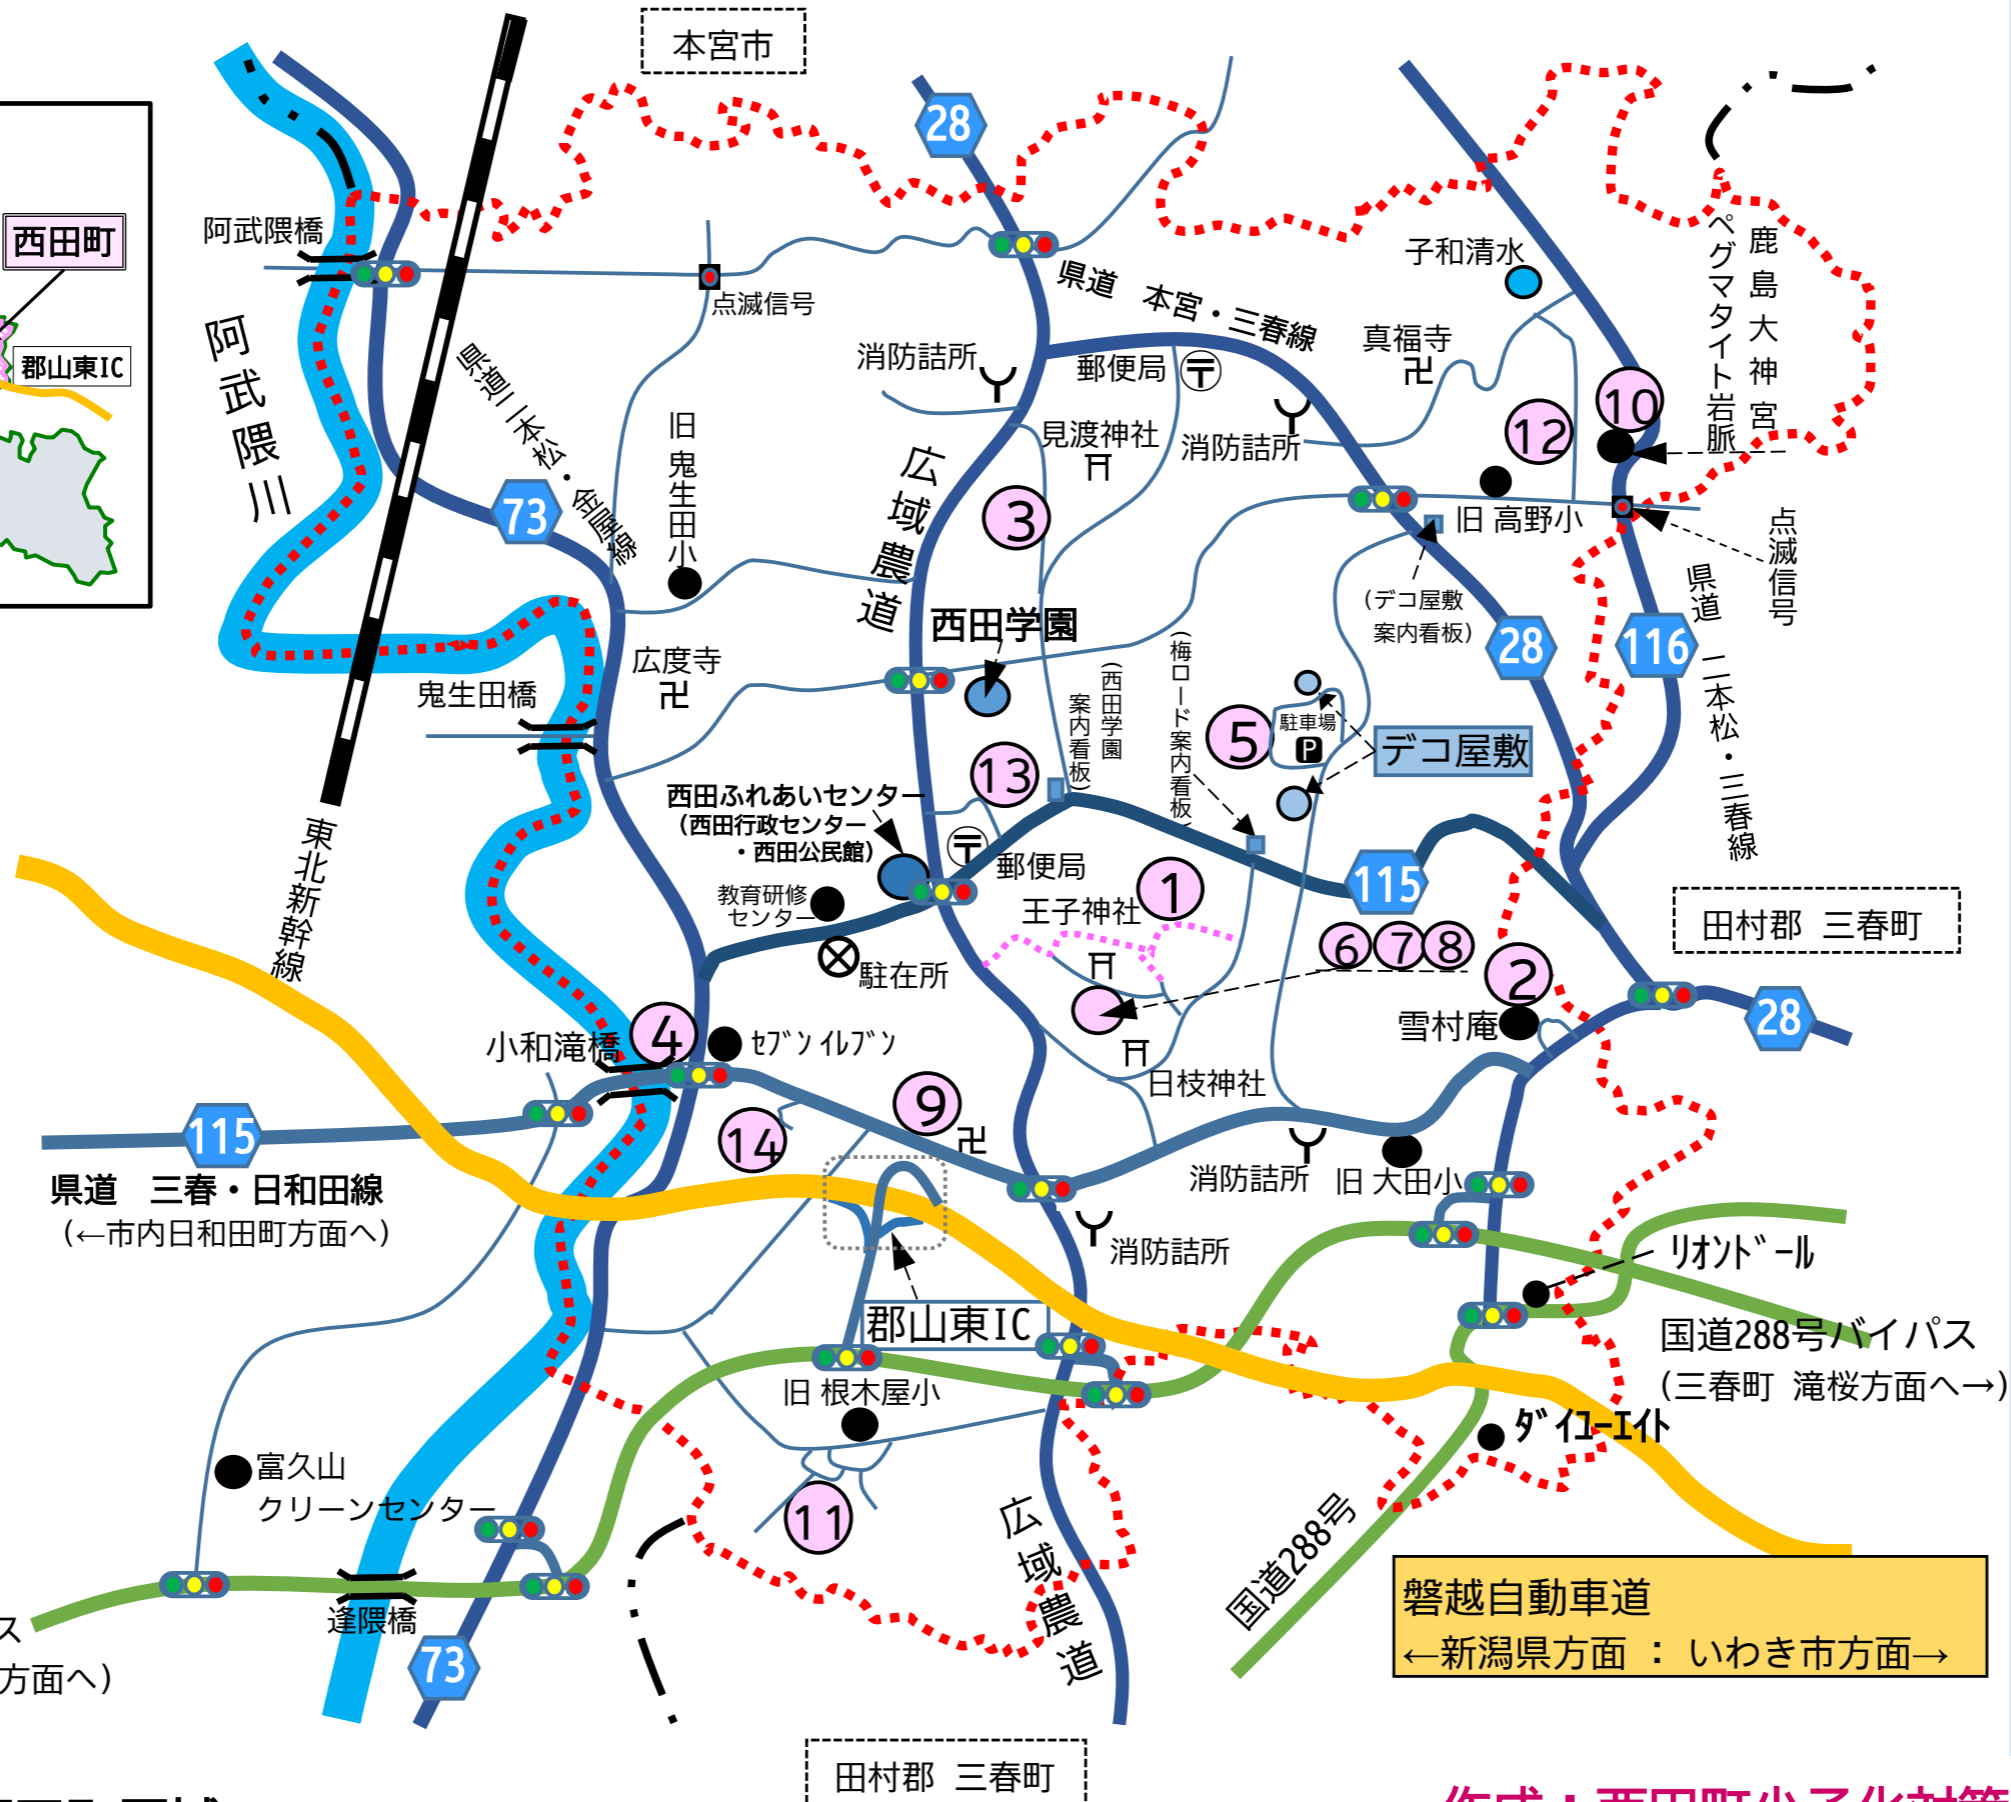 本宮市
28
西田町
郡山東IC
阿武隈橋
阿武隈川
点滅信号
県道 本宮・三春線
子和清水
鹿島大神宮
ペグマタイト岩脈
消防詰所
郵便局
〒
真福寺
卍
県道二本松・金屋線
旧 鬼生田小
73
広域農道
見渡神社
消防詰所
3
12
10
旧 高野小
点滅信号
(デコ屋敷
案内看板)
28
116
県道 二本松・三春線
西田学園
広度寺
卍
鬼生田橋
(西田学園
案内看板)
(梅ロード案内看板)
5
駐車場
P
デコ屋敷
13
西田ふれあいセンター
(西田行政センター
・西田公民館)
〒
郵便局
東北新幹線
教育研修
センター
駐在所
王子神社
1
115
6
7
8
2
田村郡 三春町
雪村庵
28
小和滝橋
4
ｾﾌﾞﾝ ｲﾚﾌﾞﾝ
日枝神社
115
県道 三春・日和田線
(←市内日和田町方面へ)
14
9
卍
消防詰所
旧 大田小
消防詰所
ﾘｵﾝﾄﾞｰﾙ
郡山東IC
国道288号バイパス
(三春町 滝桜方面へ→)
旧 根木屋小
ﾀﾞｲﾕｰｴｲﾄ
富久山
クリーンセンター
11
広域農道
国道288号
磐越自動車道
←新潟県方面 : いわき市方面→
逢隈橋
73
ス
方面へ)
田村郡 三春町